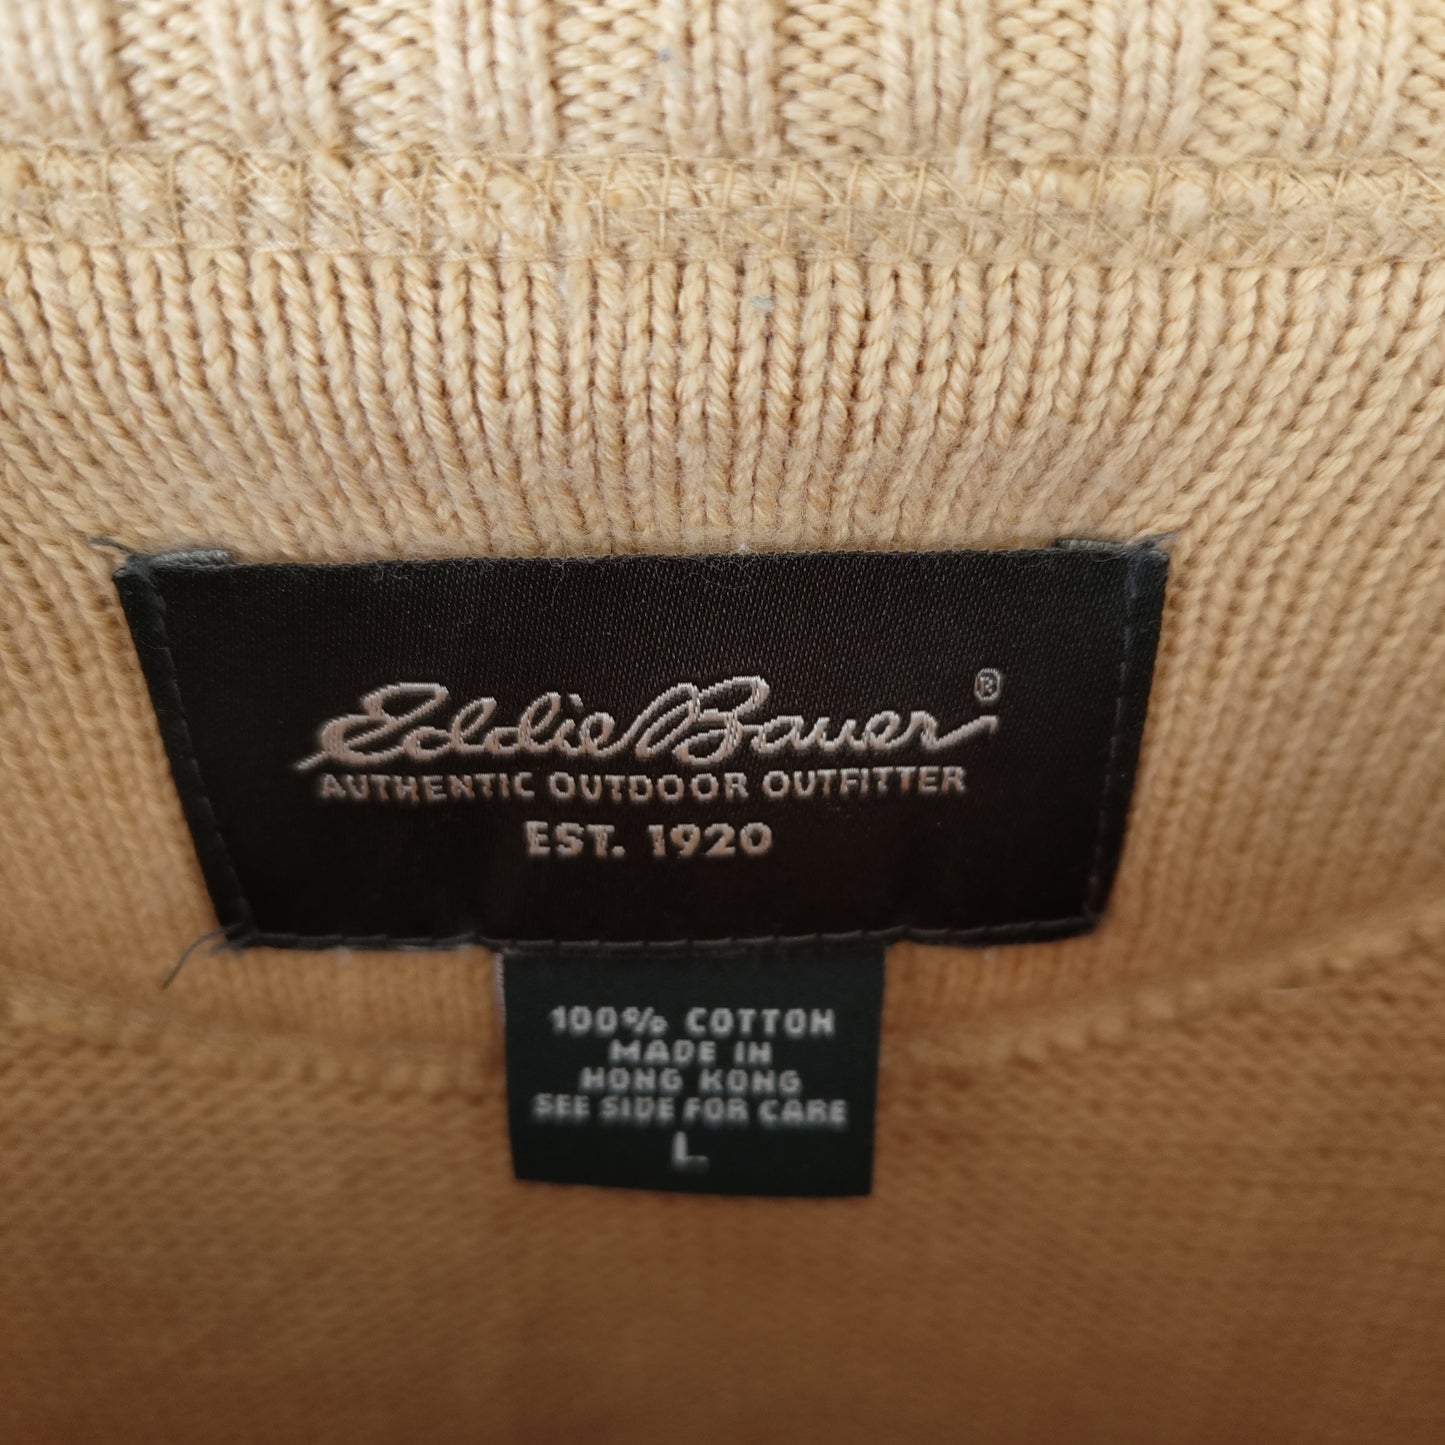 Eddie Bauer®
AUTHENTIC OUTDOOR OUTFITTER
EST. 1920
100% COTTON
MADE IN
HONG KONG
SEE SIDE FOR CARE
L